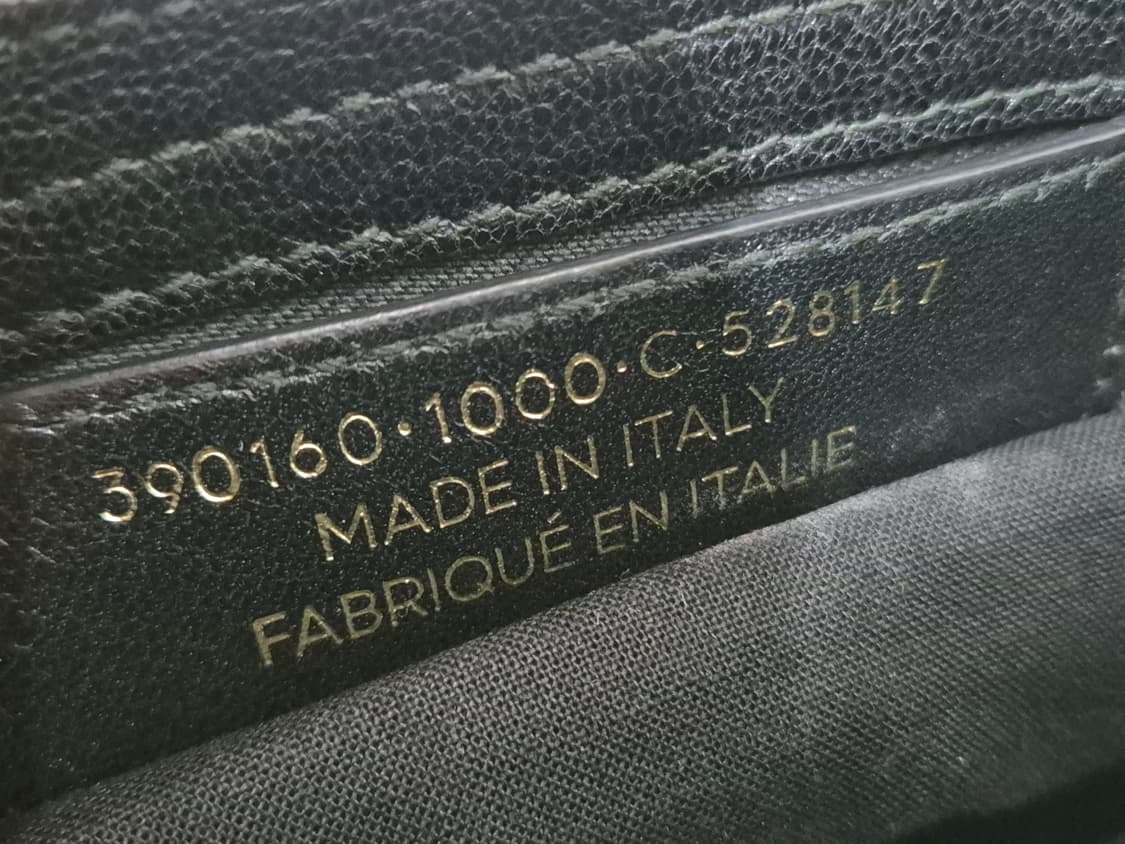 390160·1000·C·528147
MADE IN ITALY
FABRIQUÉ EN ITALIE